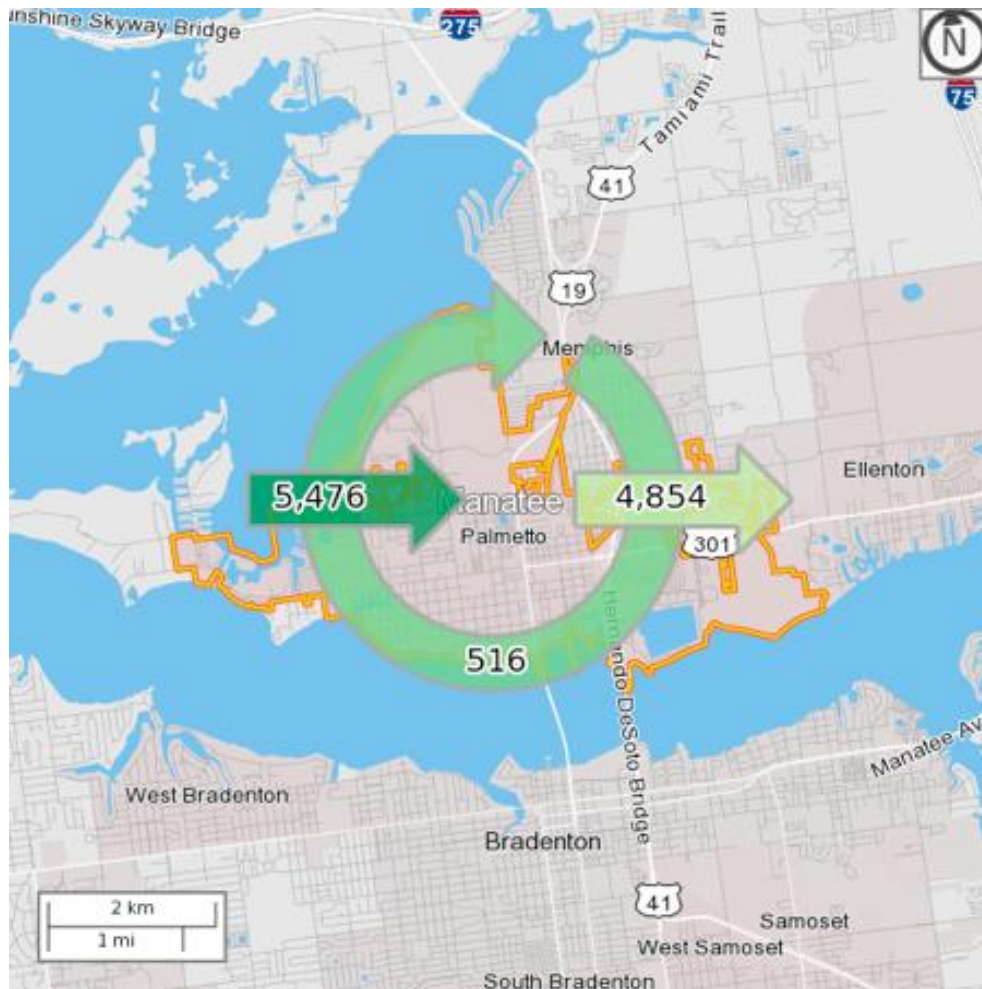 unshine Skyway Bridge
275
N
75
Tamiami Trail
41
19
Memphis
5,476
Manatee
4,854
Ellenton
Palmetto
301
516
Hernando DeSoto Bridge
Manatee Av
West Bradenton
Bradenton
2 km
1 mi
41
Samoset
West Samoset
South Bradenton